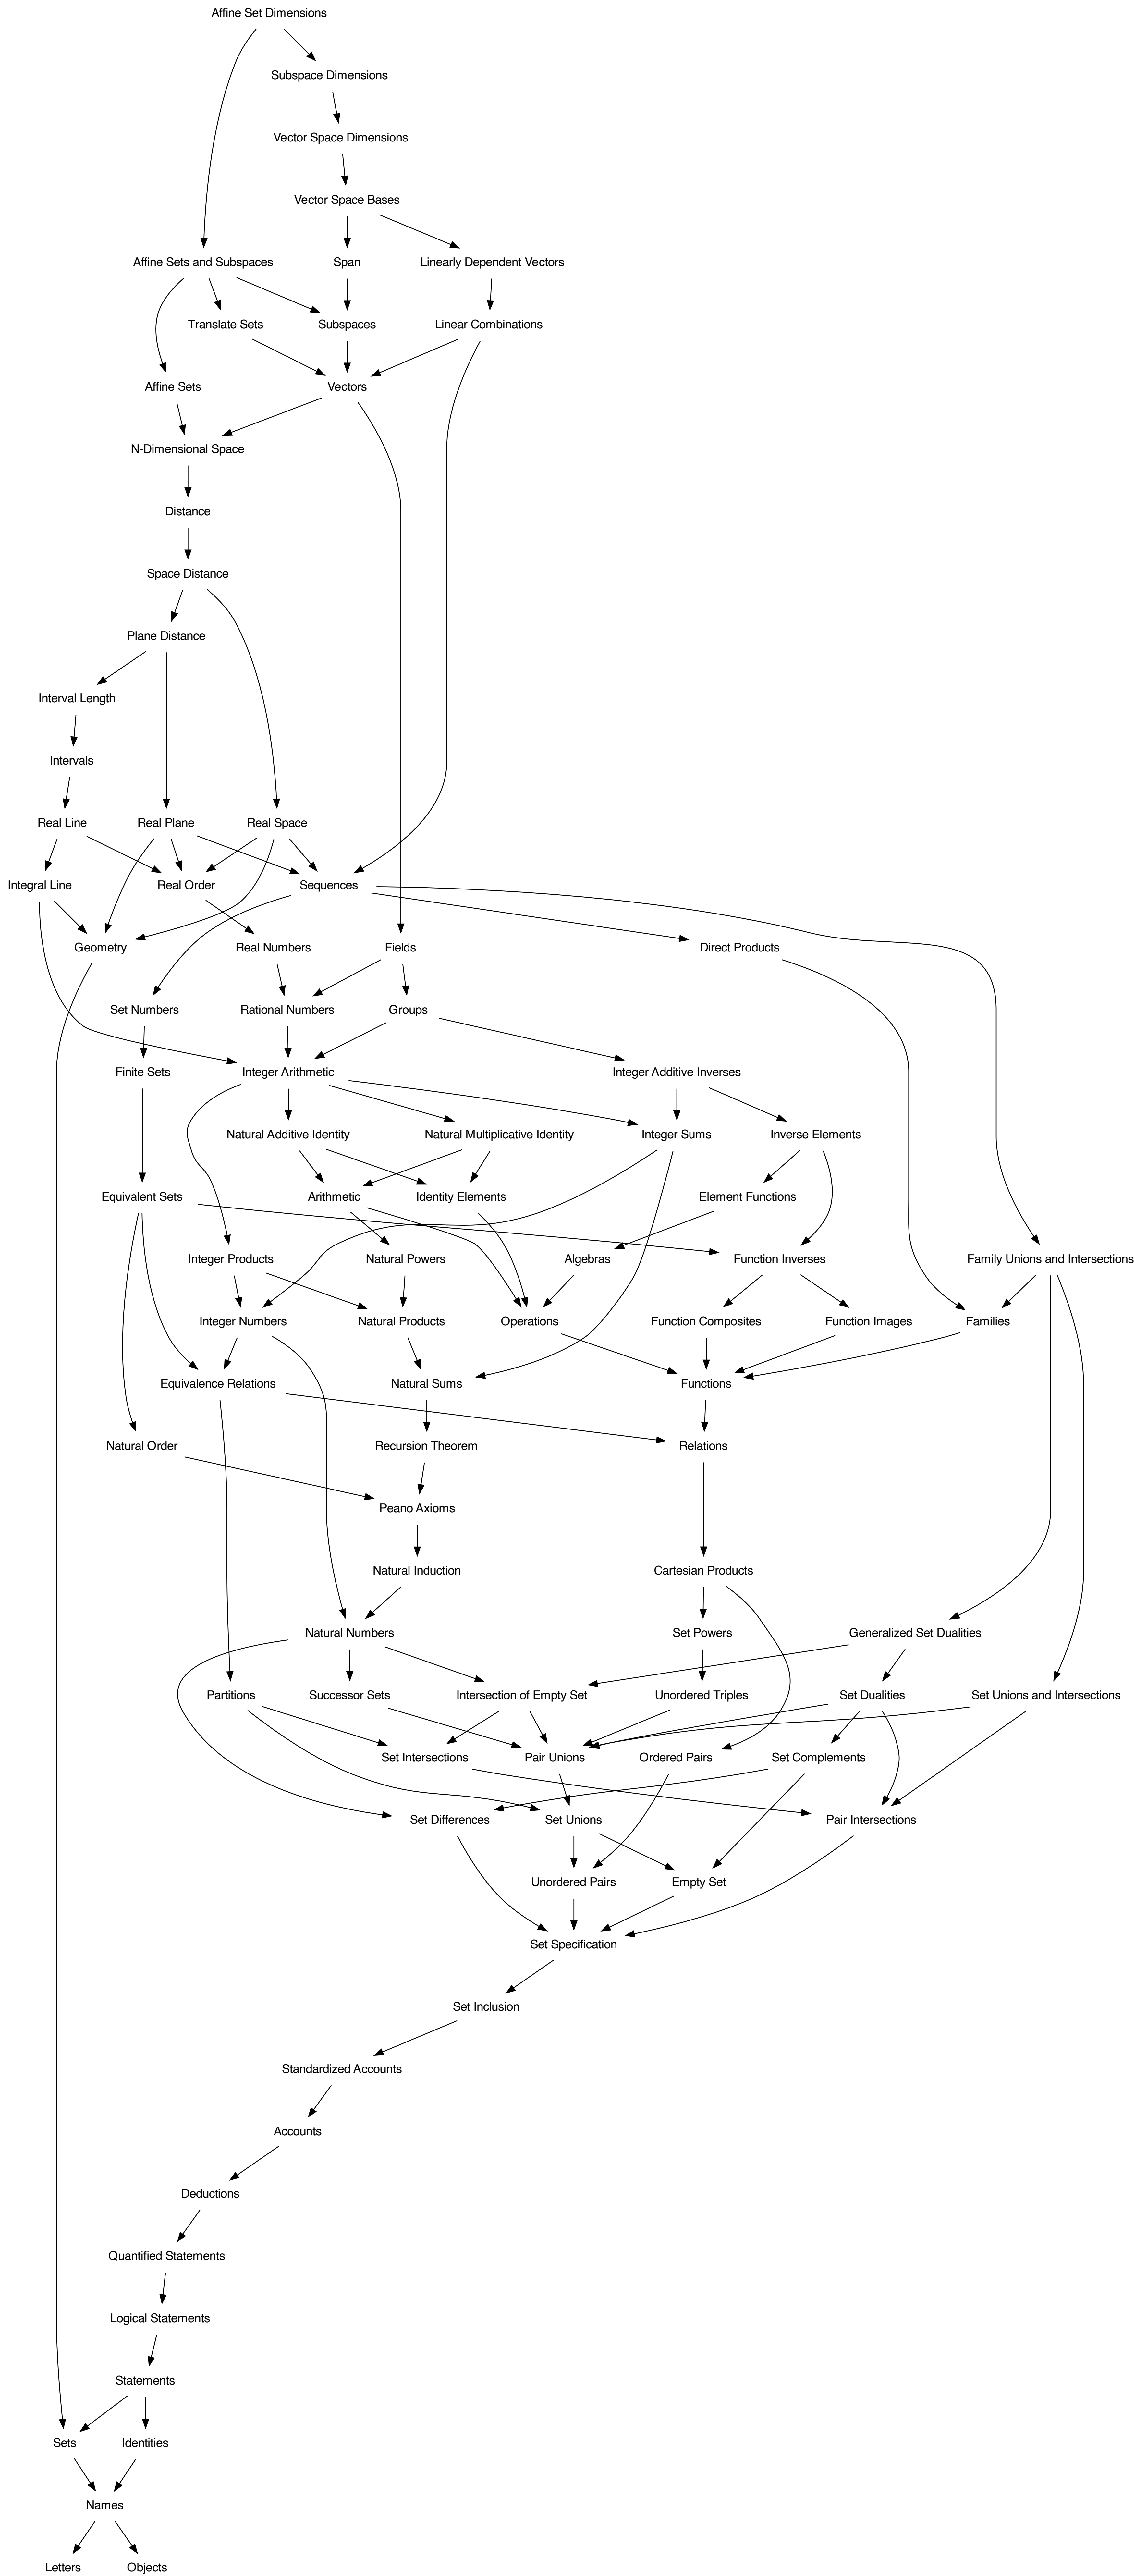 Affine Set Dimensions
Subspace Dimensions
Vector Space Dimensions
Vector Space Bases
Affine Sets and Subspaces
Span
Linearly Dependent Vectors
Translate Sets
Subspaces
Linear Combinations
Affine Sets
Vectors
N-Dimensional Space
Distance
Space Distance
Plane Distance
Interval Length
Intervals
Real Line
Real Plane
Real Space
Integral Line
Real Order
Sequences
Geometry
Real Numbers
Fields
Direct Products
Set Numbers
Rational Numbers
Groups
Finite Sets
Integer Arithmetic
Integer Additive Inverses
Natural Additive Identity
Natural Multiplicative Identity
Integer Sums
Inverse Elements
Equivalent Sets
Arithmetic
Identity Elements
Element Functions
Integer Products
Natural Powers
Algebras
Function Inverses
Family Unions and Intersections
Integer Numbers
Natural Products
Operations
Function Composites
Function Images
Families
Equivalence Relations
Natural Sums
Functions
Natural Order
Recursion Theorem
Relations
Peano Axioms
Natural Induction
Cartesian Products
Natural Numbers
Set Powers
Generalized Set Dualities
Partitions
Successor Sets
Intersection of Empty Set
Unordered Triples
Set Dualities
Set Unions and Intersections
Set Intersections
Pair Unions
Ordered Pairs
Set Complements
Set Differences
Set Unions
Pair Intersections
Unordered Pairs
Empty Set
Set Specification
Set Inclusion
Standardized Accounts
Accounts
Deductions
Quantified Statements
Logical Statements
Statements
Sets
Identities
Names
Letters
Objects